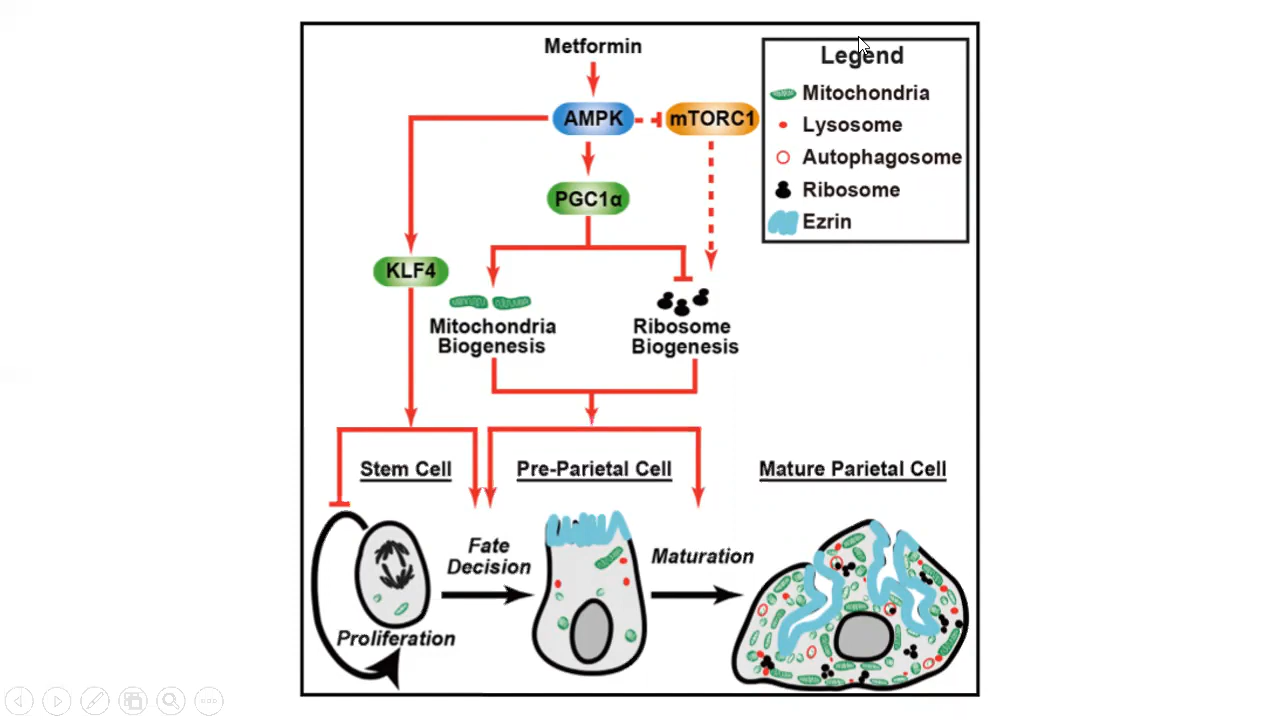 Metformin
Legend
Mitochondria
Lysosome
Autophagosome
Ribosome
Ezrin
AMPK
mTORC1
PGC1α
KLF4
Mitochondria
Biogenesis
Ribosome
Biogenesis
Stem Cell
Pre-Parietal Cell
Mature Parietal Cell
Fate
Decision
Maturation
Proliferation